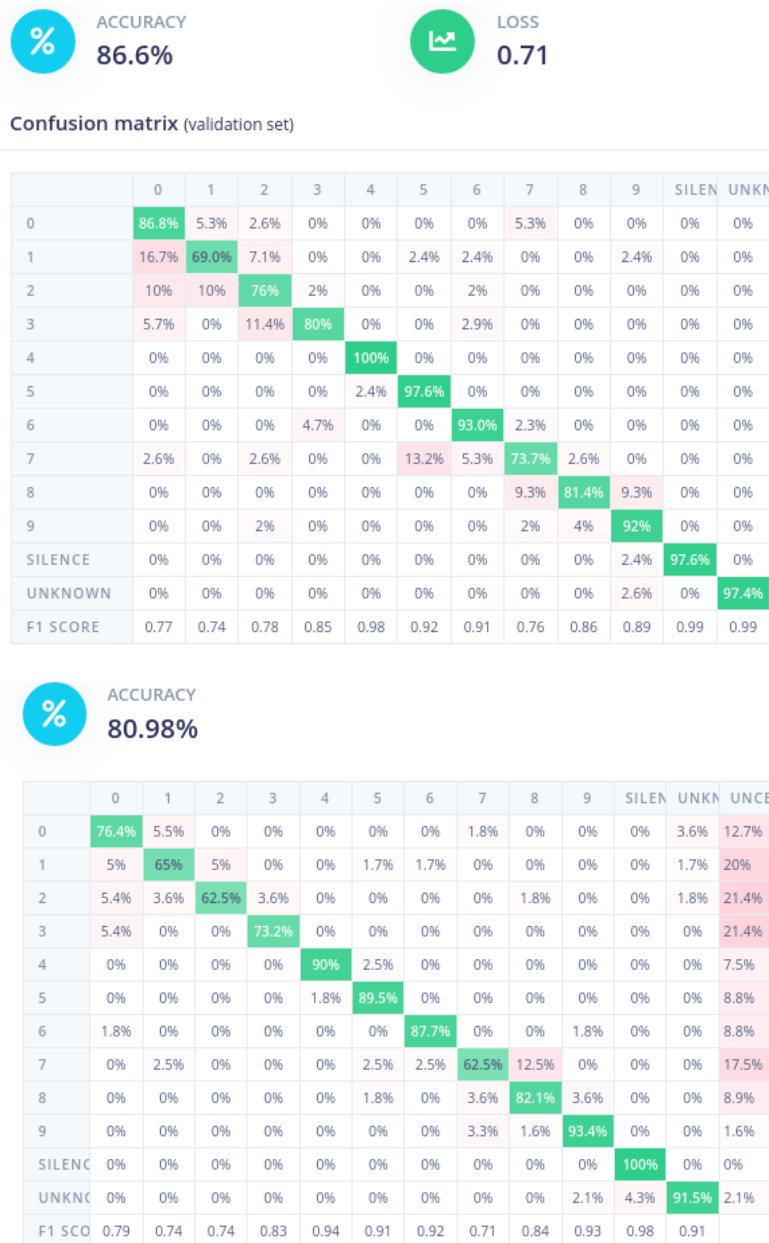 ACCURACY
86.6%
LOSS
0.71
Confusion matrix (validation set)
0 1 2 3 4 5 6 7 8 9 SILEN UNKN
0 86.8% 5.3% 2.6% 0% 0% 0% 0% 5.3% 0% 0% 0% 0%
1 16.7% 69.0% 7.1% 0% 0% 2.4% 2.4% 0% 0% 2.4% 0% 0%
2 10% 10% 76% 2% 0% 0% 2% 0% 0% 0% 0% 0%
3 5.7% 0% 11.4% 80% 0% 0% 2.9% 0% 0% 0% 0% 0%
4 0% 0% 0% 0% 100% 0% 0% 0% 0% 0% 0% 0%
5 0% 0% 0% 0% 2.4% 97.6% 0% 0% 0% 0% 0% 0%
6 0% 0% 0% 4.7% 0% 0% 93.0% 2.3% 0% 0% 0% 0%
7 2.6% 0% 2.6% 0% 0% 13.2% 5.3% 73.7% 2.6% 0% 0% 0%
8 0% 0% 0% 0% 0% 0% 0% 9.3% 81.4% 9.3% 0% 0%
9 0% 0% 2% 0% 0% 0% 0% 2% 4% 92% 0% 0%
SILENCE 0% 0% 0% 0% 0% 0% 0% 0% 0% 2.4% 97.6% 0%
UNKNOWN 0% 0% 0% 0% 0% 0% 0% 0% 0% 2.6% 0% 97.4%
F1 SCORE 0.77 0.74 0.78 0.85 0.98 0.92 0.91 0.76 0.86 0.89 0.99 0.99
ACCURACY
80.98%
0 1 2 3 4 5 6 7 8 9 SILEN UNKN UNCE
0 76.4% 5.5% 0% 0% 0% 0% 0% 1.8% 0% 0% 0% 3.6% 12.7%
1 5% 65% 5% 0% 0% 1.7% 1.7% 0% 0% 0% 0% 1.7% 20%
2 5.4% 3.6% 62.5% 3.6% 0% 0% 0% 0% 1.8% 0% 0% 1.8% 21.4%
3 5.4% 0% 0% 73.2% 0% 0% 0% 0% 0% 0% 0% 0% 21.4%
4 0% 0% 0% 0% 90% 2.5% 0% 0% 0% 0% 0% 0% 7.5%
5 0% 0% 0% 0% 1.8% 89.5% 0% 0% 0% 0% 0% 0% 8.8%
6 1.8% 0% 0% 0% 0% 0% 87.7% 0% 0% 1.8% 0% 0% 8.8%
7 0% 2.5% 0% 0% 0% 2.5% 2.5% 62.5% 12.5% 0% 0% 0% 17.5%
8 0% 0% 0% 0% 0% 1.8% 0% 3.6% 82.1% 3.6% 0% 0% 8.9%
9 0% 0% 0% 0% 0% 0% 0% 3.3% 1.6% 93.4% 0% 0% 1.6%
SILENC 0% 0% 0% 0% 0% 0% 0% 0% 0% 0% 100% 0% 0%
UNKNO 0% 0% 0% 0% 0% 0% 0% 0% 0% 2.1% 4.3% 91.5% 2.1%
F1 SCO 0.79 0.74 0.74 0.83 0.94 0.91 0.92 0.71 0.84 0.93 0.98 0.91